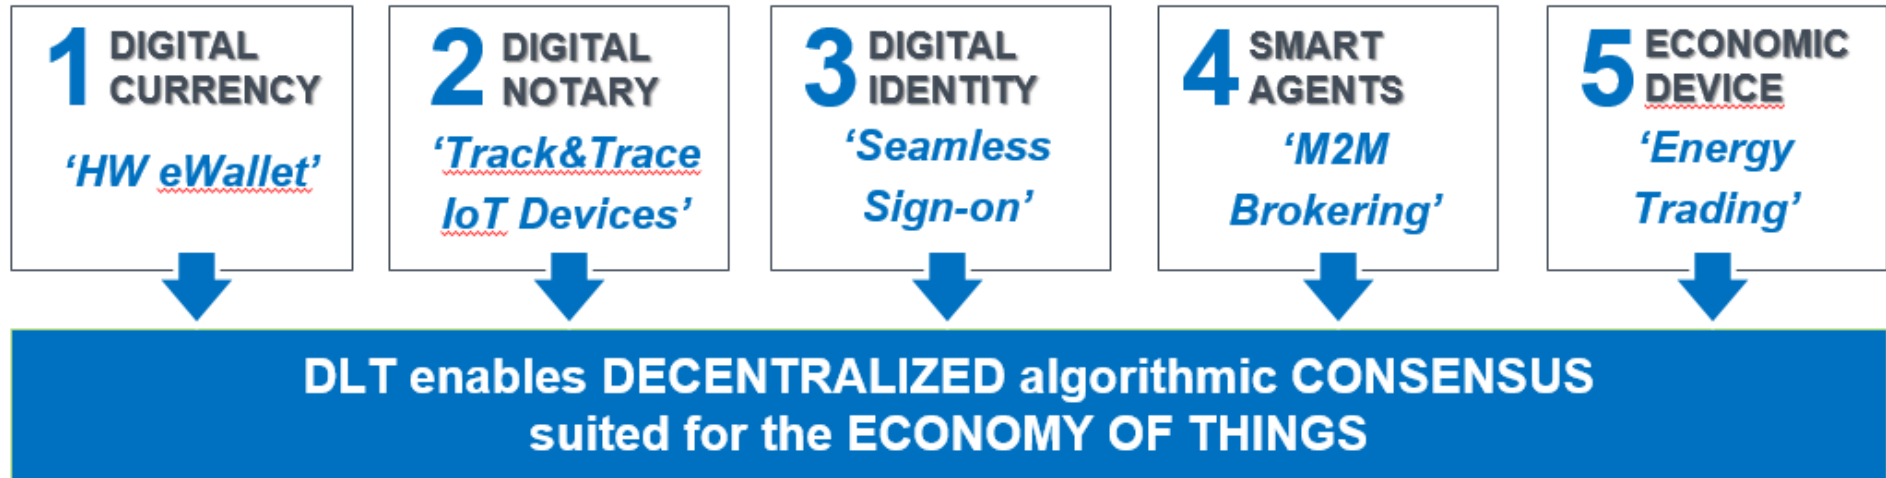 1 DIGITAL
CURRENCY
‘HW eWallet’
2 DIGITAL
NOTARY
‘Track&Trace
IoT Devices’
3 DIGITAL
IDENTITY
‘Seamless
Sign-on’
4 SMART
AGENTS
‘M2M
Brokering’
5 ECONOMIC
DEVICE
‘Energy
Trading’
DLT enables DECENTRALIZED algorithmic CONSENSUS
suited for the ECONOMY OF THINGS